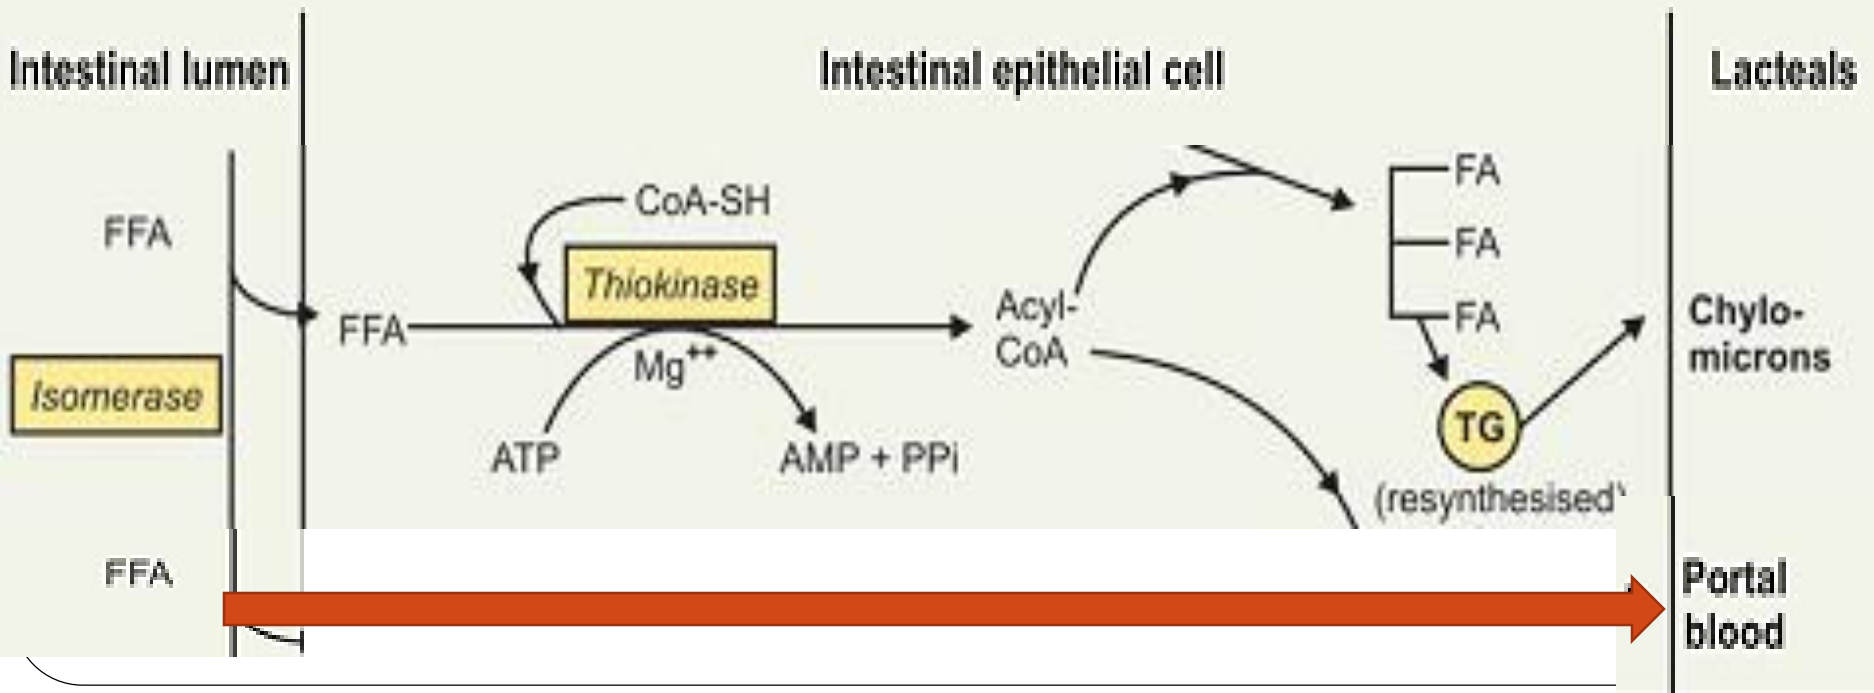 Intestinal lumen
Intestinal epithelial cell
Lacteals
FFA
CoA-SH
Thiokinase
FFA
Mg++
ATP
AMP + PPi
Isomerase
Acyl-
CoA
FA
FA
FA
TG
(resynthesised
Chylo-
microns
FFA
Portal
blood